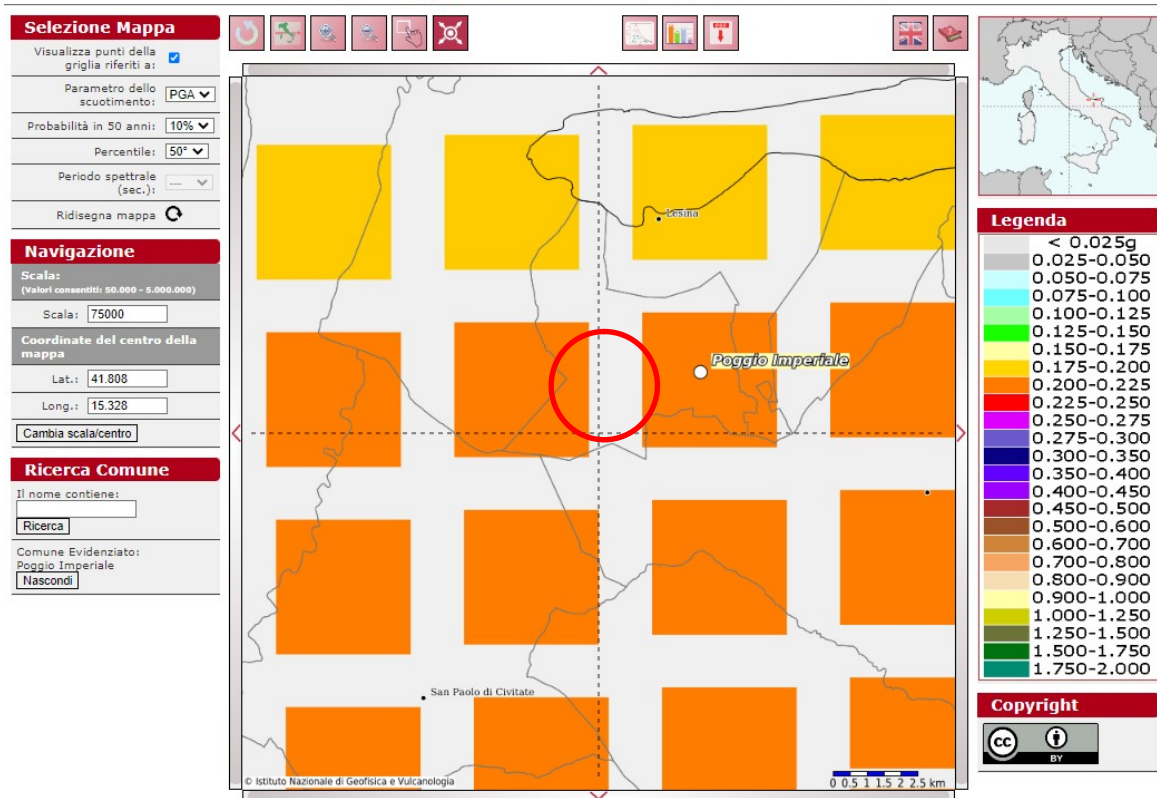 Selezione Mappa
Visualizza punti della
griglia riferiti a:
Parametro dello
scuotimento:
PGA
Probabilità in 50 anni:
10%
Percentile:
50°
Periodo spettrale
(sec.):
---
Ridisegna mappa
Navigazione
Scala:
(Valori consentiti: 50.000 - 5.000.000)
Scala:
75000
Coordinate del centro della
mappa
Lat.:
41.808
Long.:
15.328
Cambia scala/centro
Ricerca Comune
Il nome contiene:
Ricerca
Comune Evidenziato:
Poggio Imperiale
Nascondi
PDF
Lesina
Poggio Imperiale
San Paolo di Civitate
© Istituto Nazionale di Geofisica e Vulcanologia
0 0.5 1 1.5 2 2.5 km
Legenda
< 0.025g
0.025-0.050
0.050-0.075
0.075-0.100
0.100-0.125
0.125-0.150
0.150-0.175
0.175-0.200
0.200-0.225
0.225-0.250
0.250-0.275
0.275-0.300
0.300-0.350
0.350-0.400
0.400-0.450
0.450-0.500
0.500-0.600
0.600-0.700
0.700-0.800
0.800-0.900
0.900-1.000
1.000-1.250
1.250-1.500
1.500-1.750
1.750-2.000
Copyright
cc
BY